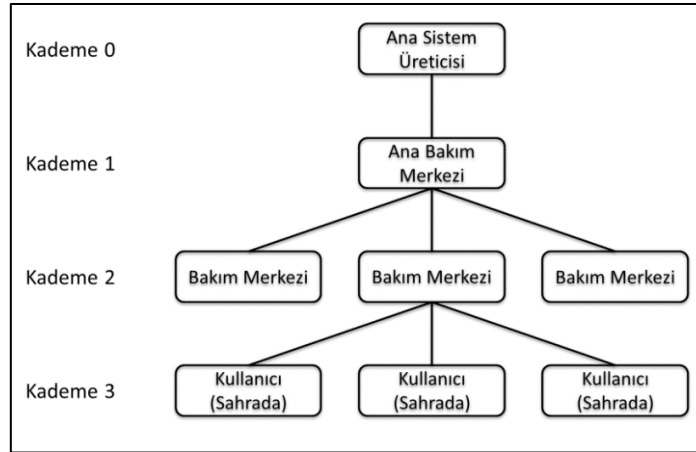 Kademe 0
Ana Sistem
Üreticisi
Kademe 1
Ana Bakım
Merkezi
Kademe 2
Bakım Merkezi
Bakım Merkezi
Bakım Merkezi
Kademe 3
Kullanıcı
(Sahrada)
Kullanıcı
(Sahrada)
Kullanıcı
(Sahrada)